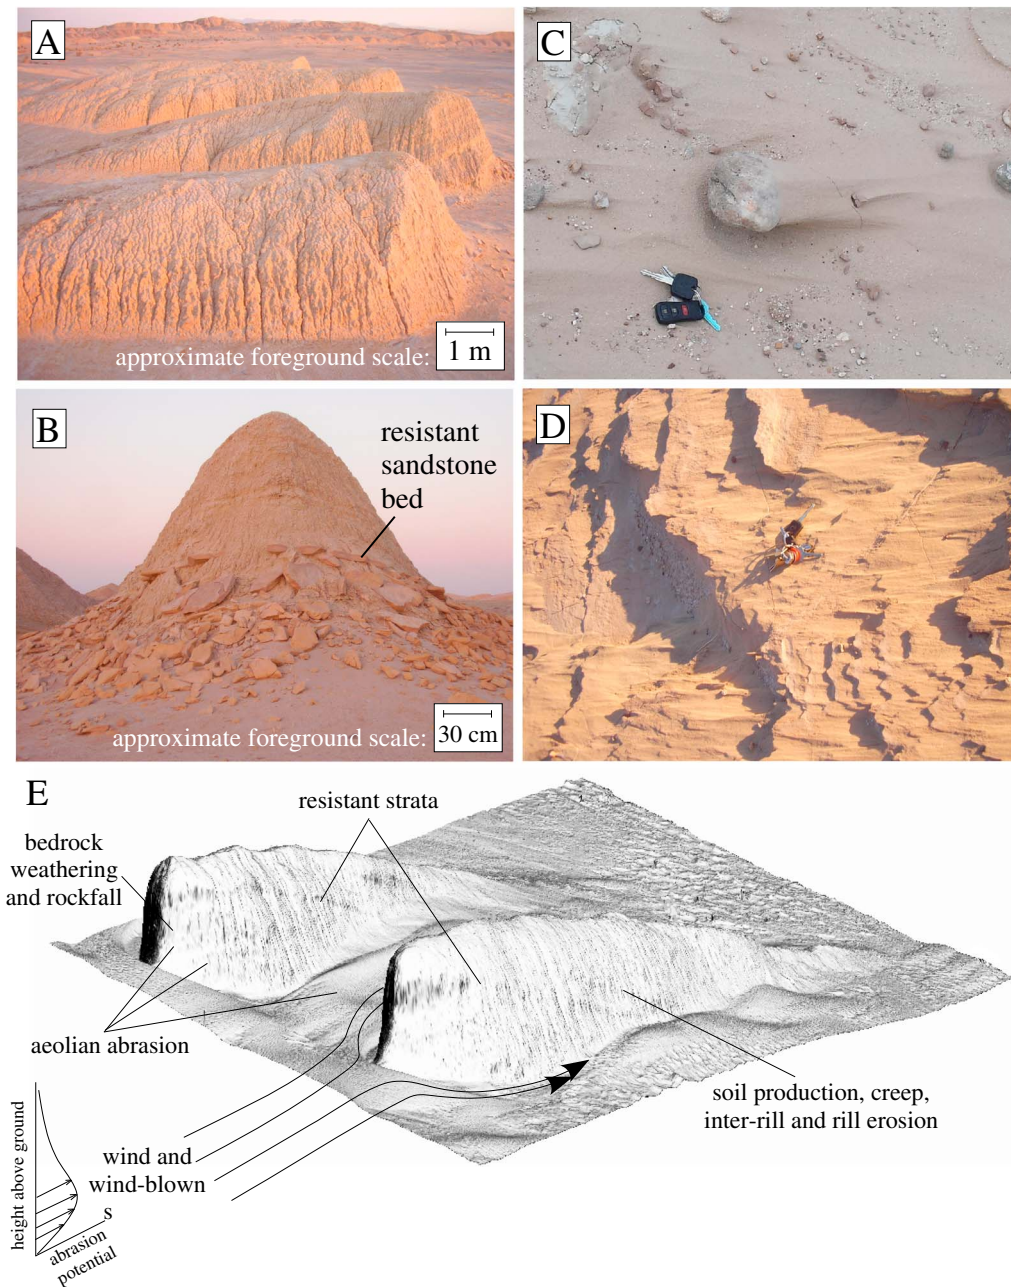 A
approximate foreground scale:
1 m
B
resistant
sandstone
bed
approximate foreground scale:
30 cm
C
D
E
resistant strata
bedrock
weathering
and rockfall
aeolian abrasion
soil production, creep,
inter-rill and rill erosion
wind and
wind-blown
s
height above ground
abrasion
potential